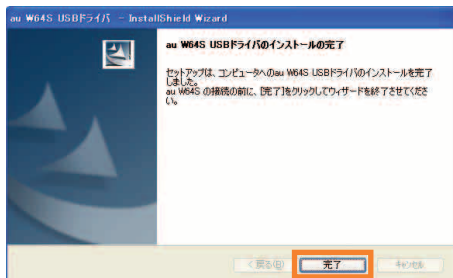 au W64S USBドライバ - InstallShield Wizard
au W64S USBドライバのインストールの完了
セットアップは、コンピュータへのau W64S USBドライバのインストールを完了
しました。
au W64S の接続の前に、[完了]をクリックしてウィザードを終了させてくださ
い。
< 戻る(B)
完了
キャンセル